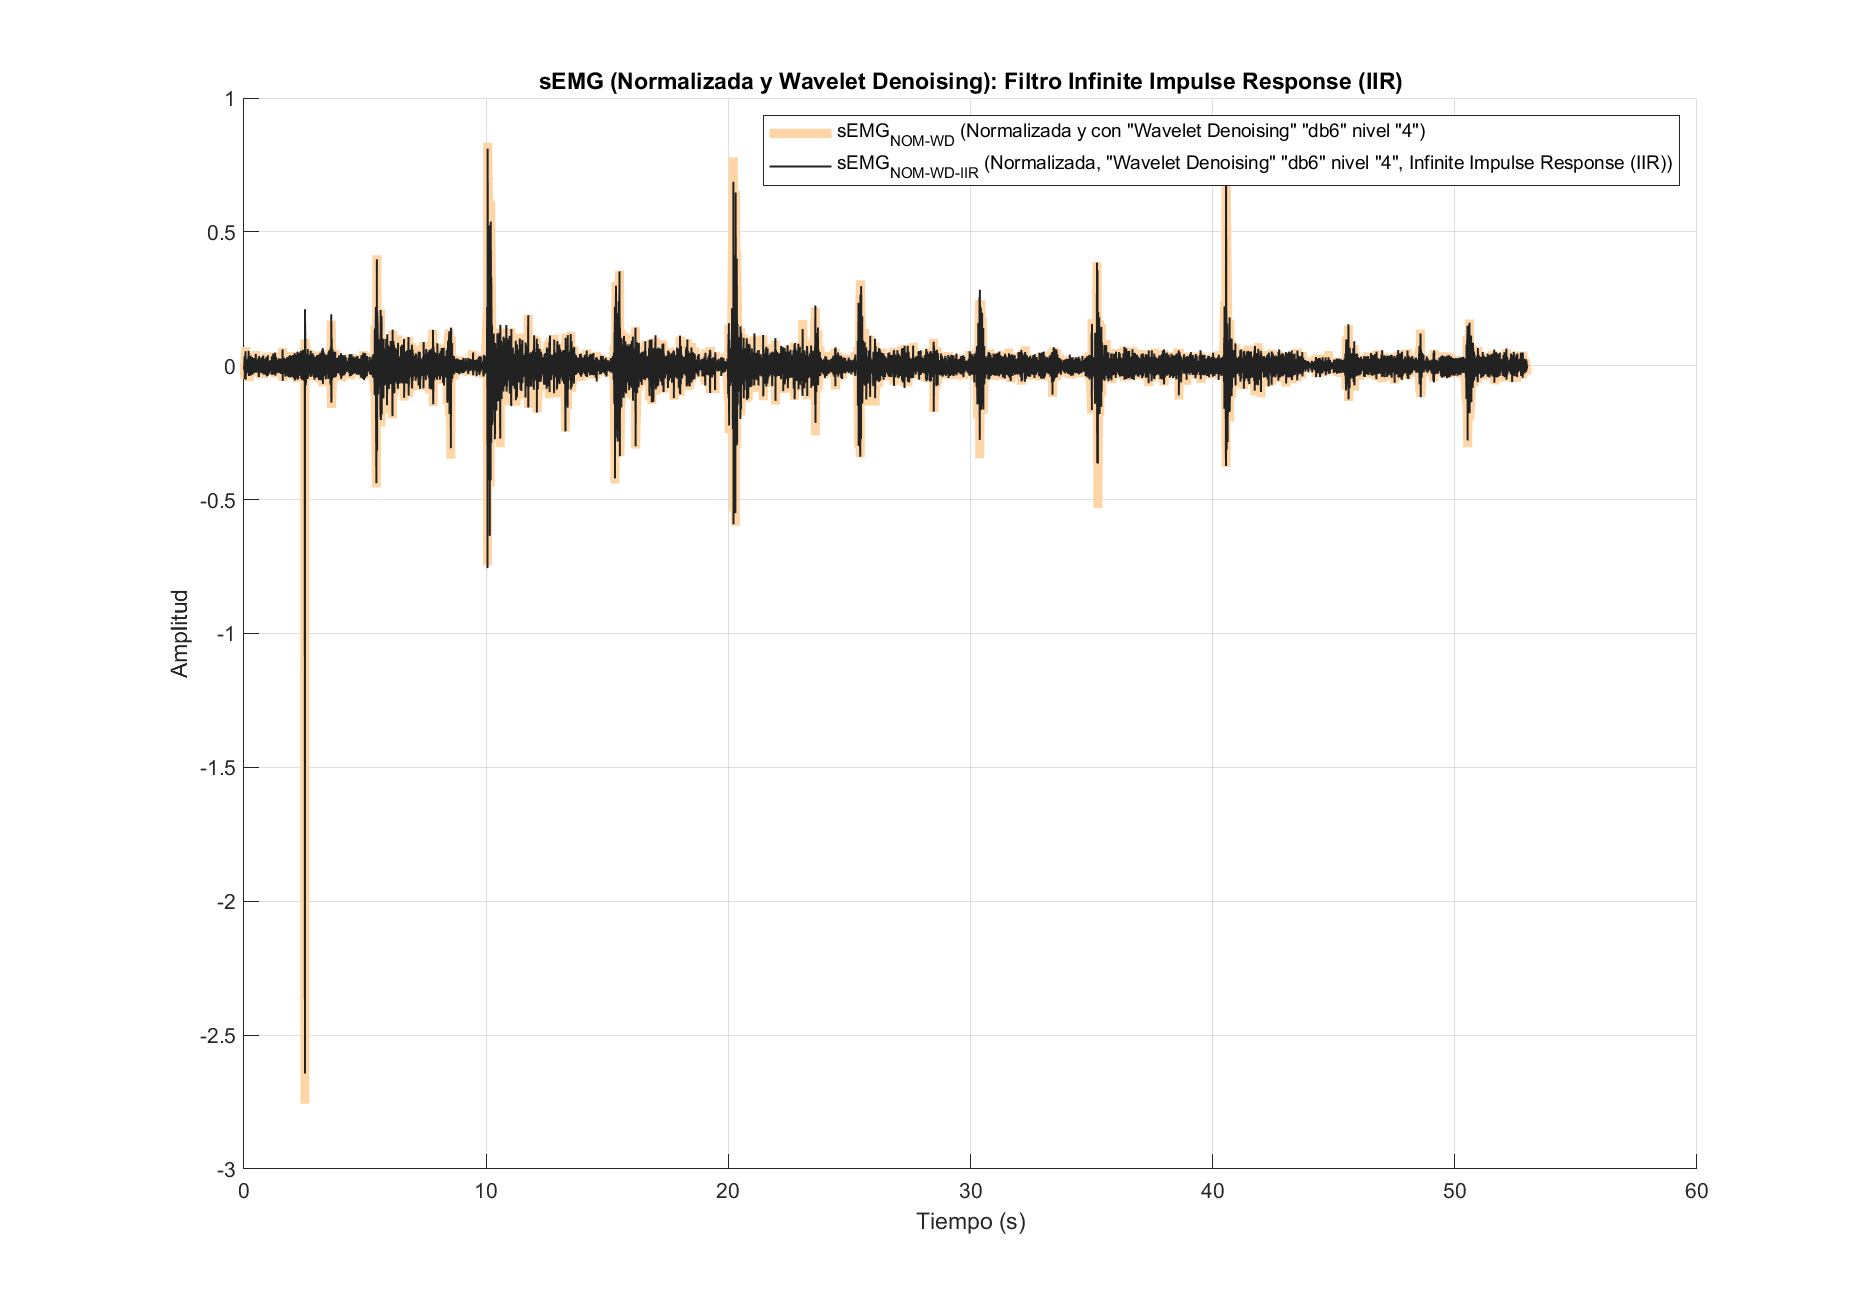 sEMG (Normalizada y Wavelet Denoising): Filtro Infinite Impulse Response (IIR)
sEMG_NOM-WD (Normalizada y con "Wavelet Denoising" "db6" nivel "4")
sEMG_NOM-WD-IIR (Normalizada, "Wavelet Denoising" "db6" nivel "4", Infinite Impulse Response (IIR))
1
0.5
0
-0.5
-1
-1.5
-2
-2.5
-3
Amplitud
0 10 20 30 40 50 60
Tiempo (s)